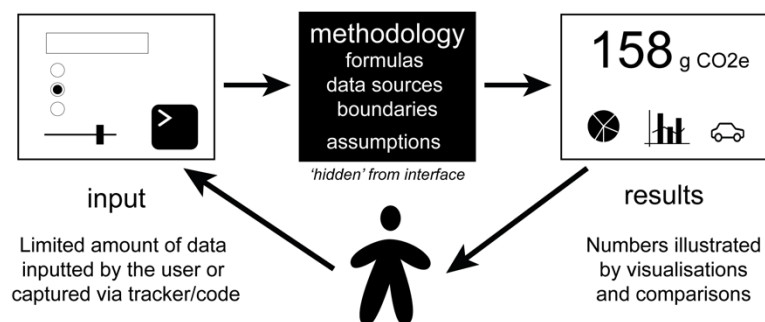 methodology
formulas
data sources
boundaries
assumptions
'hidden' from interface
158 g CO2e
input
Limited amount of data
inputted by the user or
captured via tracker/code
results
Numbers illustrated
by visualisations
and comparisons